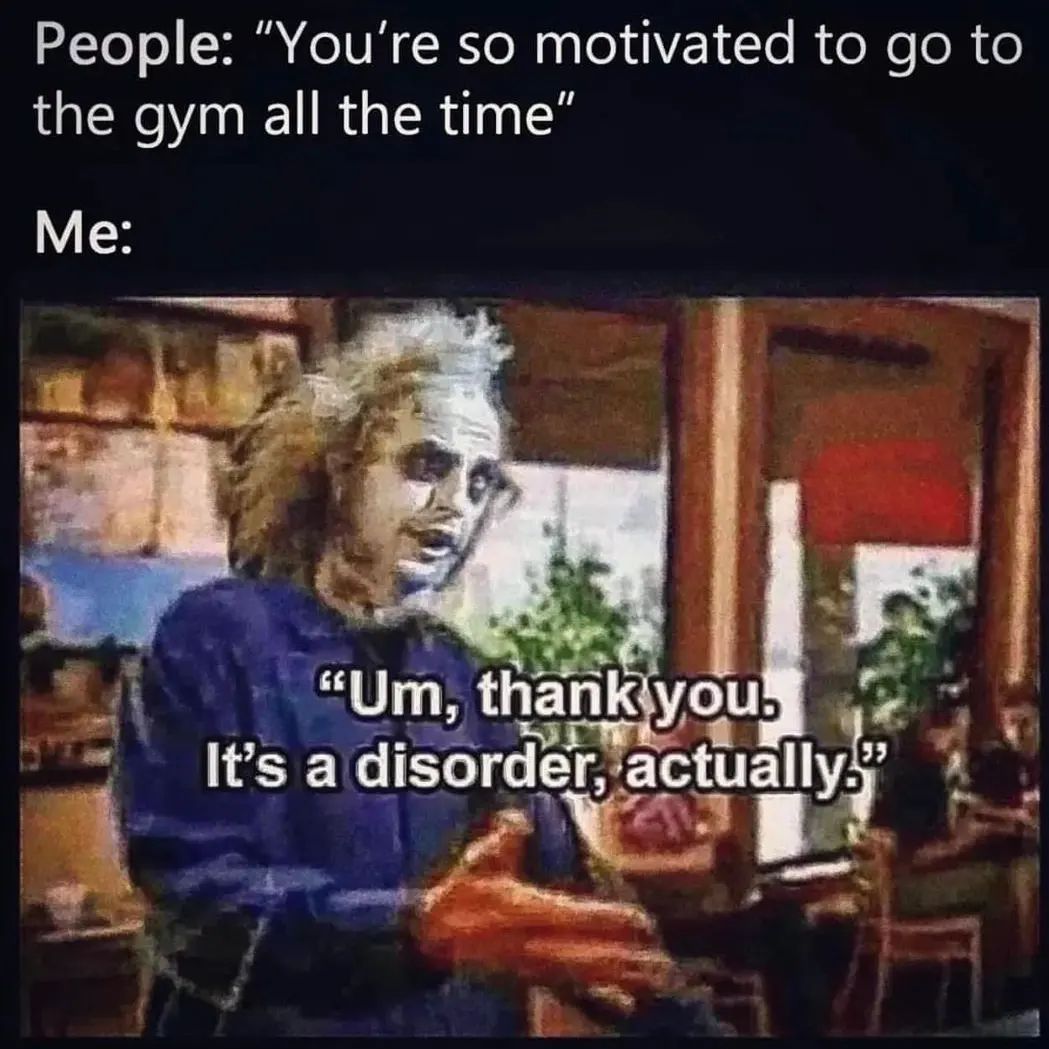 People: "You're so motivated to go to
the gym all the time"
Me:
“Um, thank you.
It’s a disorder, actually.”